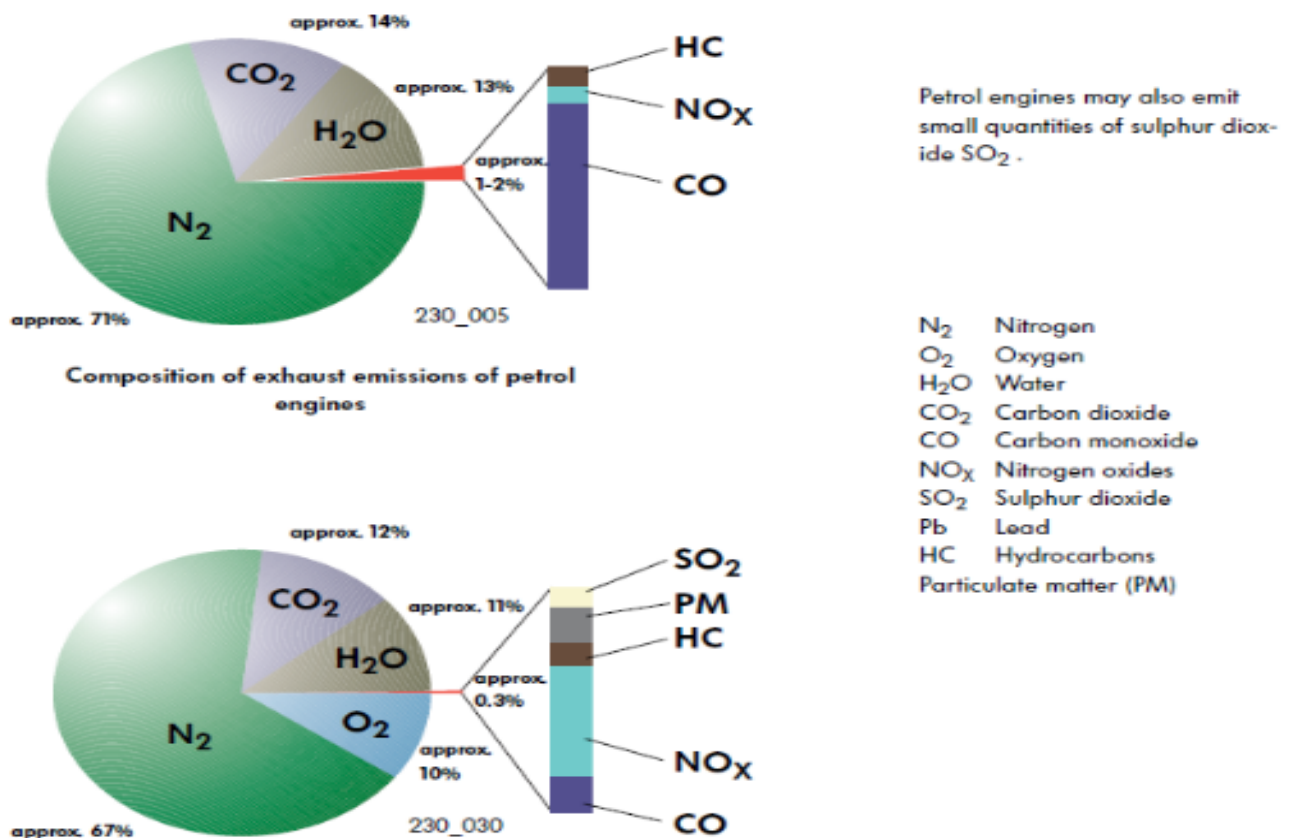 approx. 14%
CO₂
approx. 13%
H₂O
approx.
1-2%
N₂
approx. 71%
230_005
HC
NOX
CO
Composition of exhaust emissions of petrol
engines
Petrol engines may also emit
small quantities of sulphur diox-
ide SO₂ .
N₂ Nitrogen
O₂ Oxygen
H₂O Water
CO₂ Carbon dioxide
CO Carbon monoxide
NOX Nitrogen oxides
SO₂ Sulphur dioxide
Pb Lead
HC Hydrocarbons
Particulate matter (PM)
approx. 12%
CO₂
approx. 11%
H₂O
approx.
0.3%
O₂
approx.
10%
N₂
approx. 67%
230_030
SO₂
PM
HC
NOX
CO